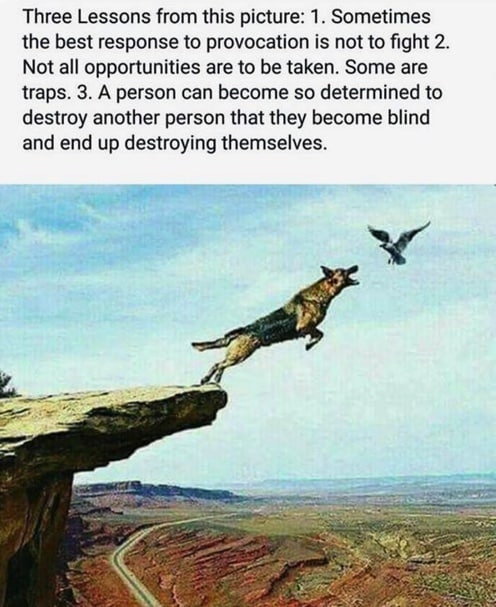 Three Lessons from this picture: 1. Sometimes
the best response to provocation is not to fight 2.
Not all opportunities are to be taken. Some are
traps. 3. A person can become so determined to
destroy another person that they become blind
and end up destroying themselves.